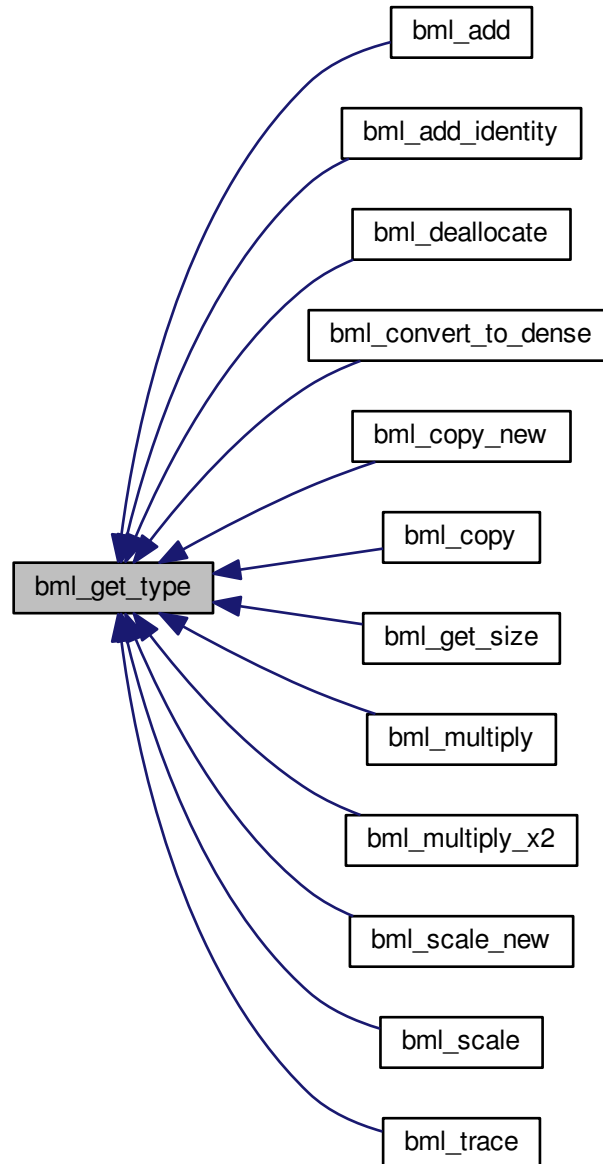 bml_add
bml_add_identity
bml_deallocate
bml_convert_to_dense
bml_copy_new
bml_copy
bml_get_type
bml_get_size
bml_multiply
bml_multiply_x2
bml_scale_new
bml_scale
bml_trace